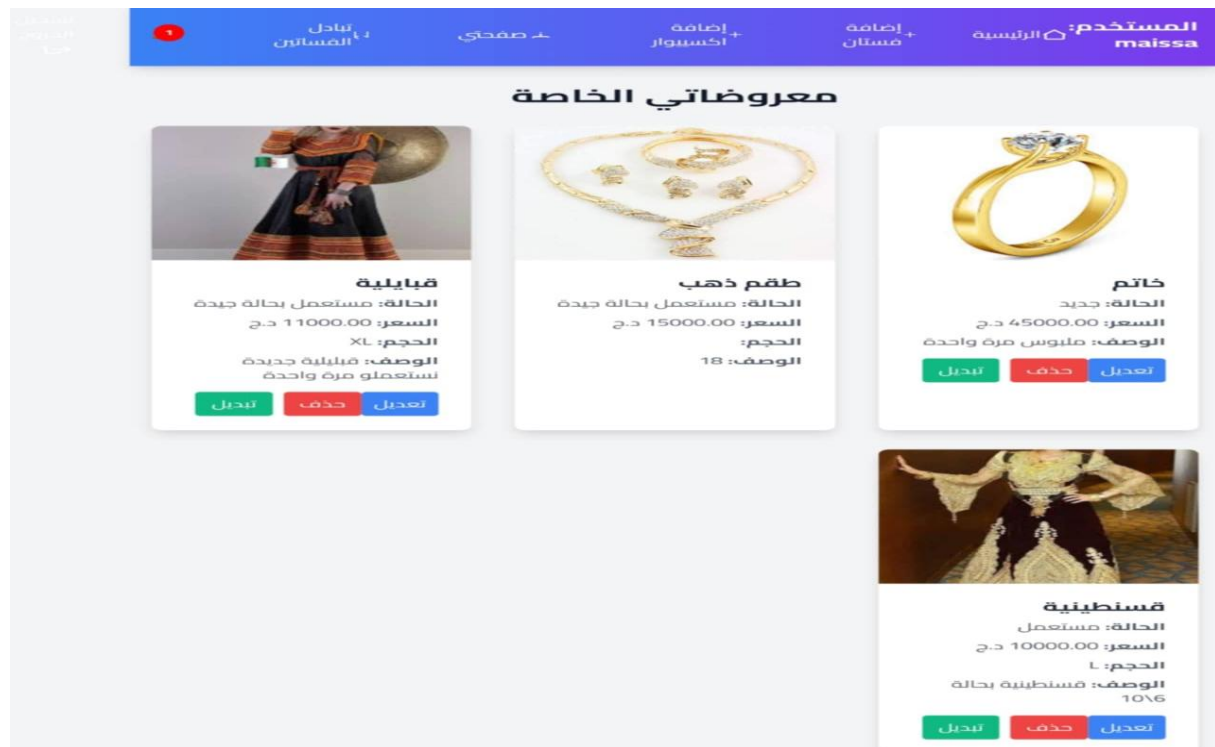 المستخدم: maissa
الرئيسية
+ إضافة فستان
+ إضافة اكسيبوار
صفحتي
تبادل الفساتين
1
معروضاتي الخاصة
خاتم
الحالة: جديد
السعر: 45000.00 د.ج
الوصف: ملبوس مرة واحدة
تعديل حذف تبديل
طقم ذهب
الحالة: مستعمل بحالة جيدة
السعر: 15000.00 د.ج
الحجم:
الوصف: 18
قبايلية
الحالة: مستعمل بحالة جيدة
السعر: 11000.00 د.ج
الحجم: XL
الوصف: قبليلية جديدة
نستعملو مرة واحدة
تعديل حذف تبديل
قسنطينية
الحالة: مستعمل
السعر: 10000.00 د.ج
الحجم: L
الوصف: قسنطينية بحالة
6\10
تعديل حذف تبديل